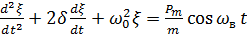 d²ξ/dt² + 2δ dξ/dt + ω₀²ξ = Pₘ/m cos ωв t